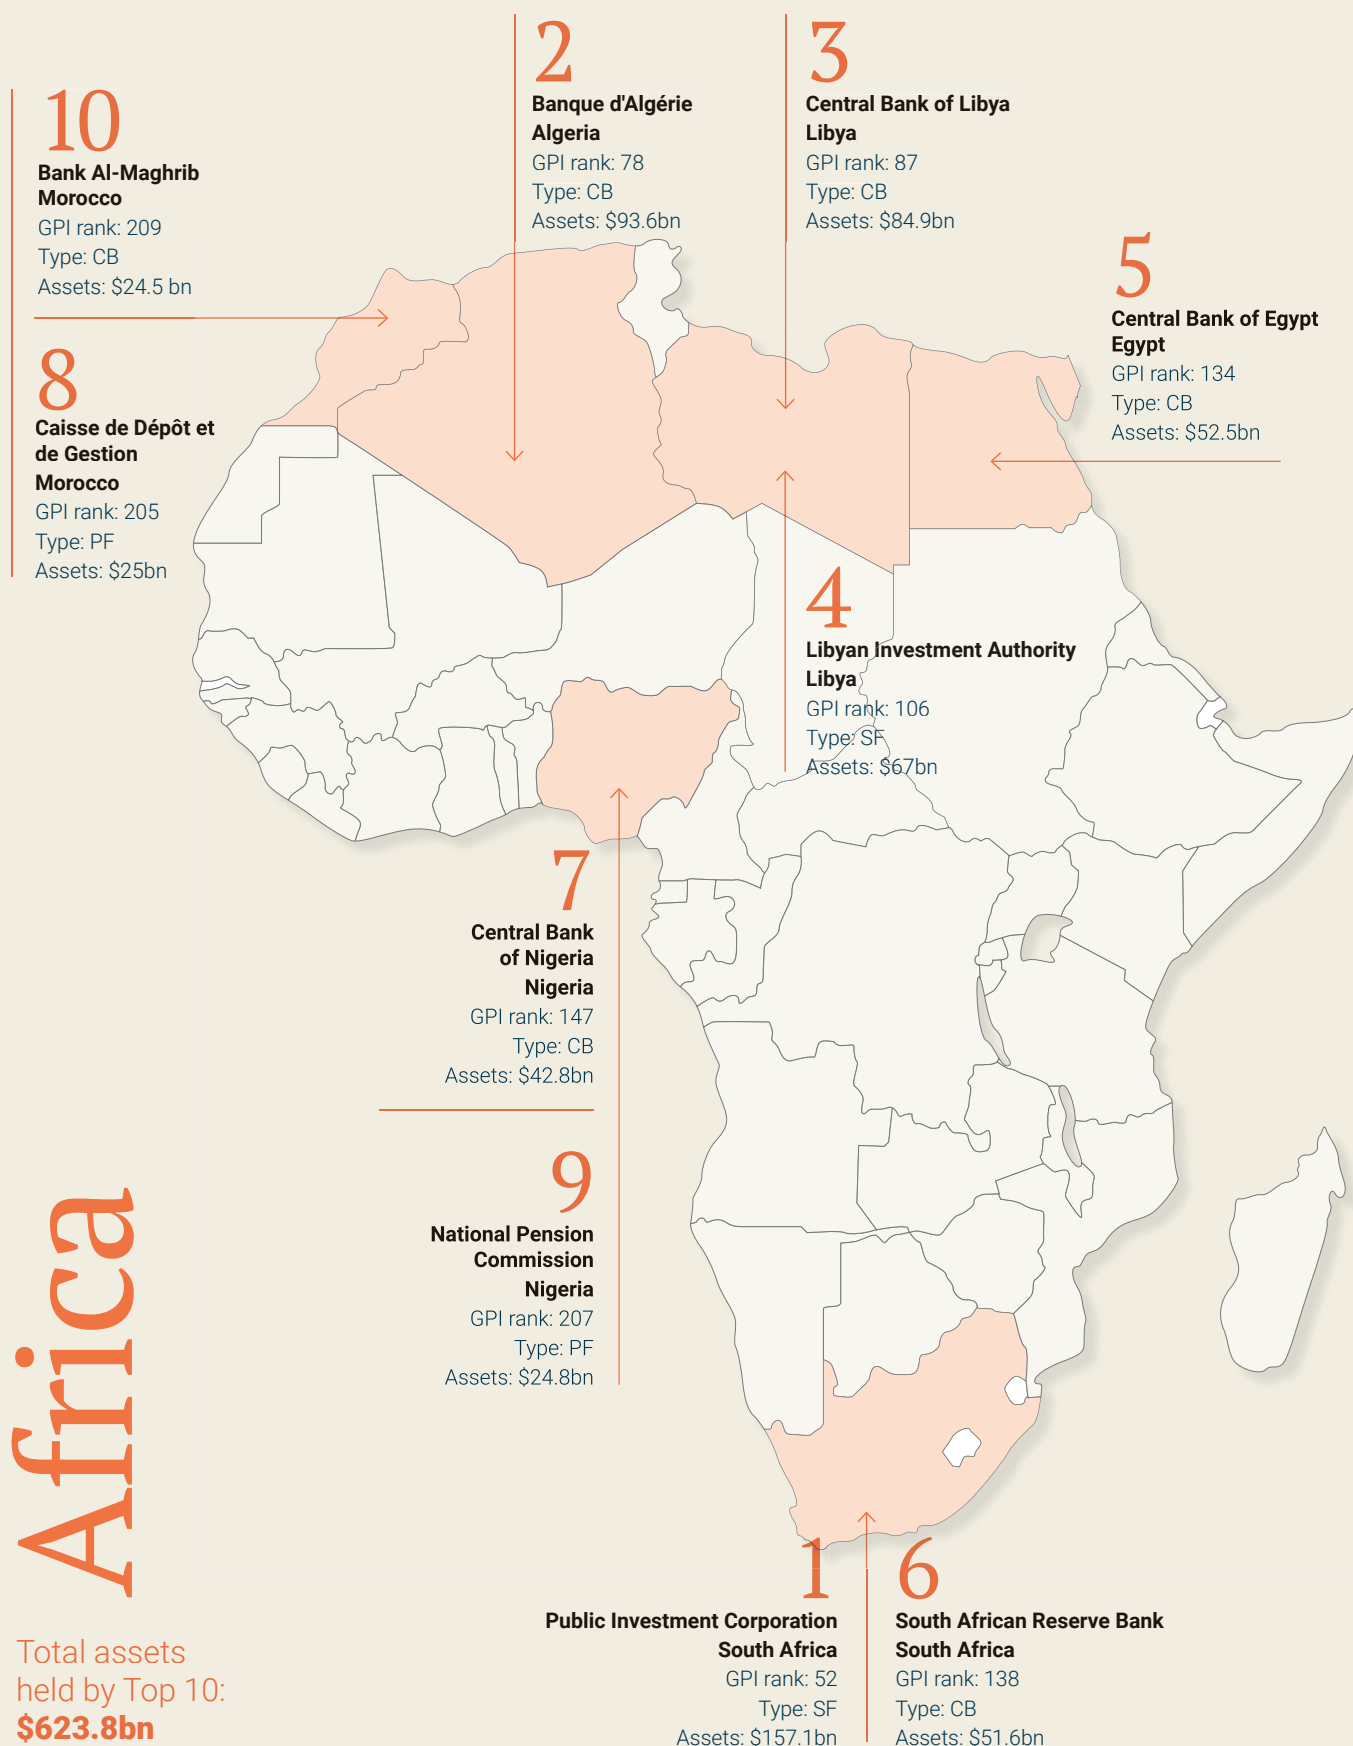 2
Banque d'Algérie
Algeria
GPI rank: 78
Type: CB
Assets: $93.6bn
3
Central Bank of Libya
Libya
GPI rank: 87
Type: CB
Assets: $84.9bn
10
Bank Al-Maghrib
Morocco
GPI rank: 209
Type: CB
Assets: $24.5 bn
5
Central Bank of Egypt
Egypt
GPI rank: 134
Type: CB
Assets: $52.5bn
8
Caisse de Dépôt et
de Gestion
Morocco
GPI rank: 205
Type: PF
Assets: $25bn
4
Libyan Investment Authority
Libya
GPI rank: 106
Type: SF
Assets: $67bn
7
Central Bank
of Nigeria
Nigeria
GPI rank: 147
Type: CB
Assets: $42.8bn
9
National Pension
Commission
Nigeria
GPI rank: 207
Type: PF
Assets: $24.8bn
Africa
Total assets
held by Top 10:
$623.8bn
1
Public Investment Corporation
South Africa
GPI rank: 52
Type: SF
Assets: $157.1bn
6
South African Reserve Bank
South Africa
GPI rank: 138
Type: CB
Assets: $51.6bn